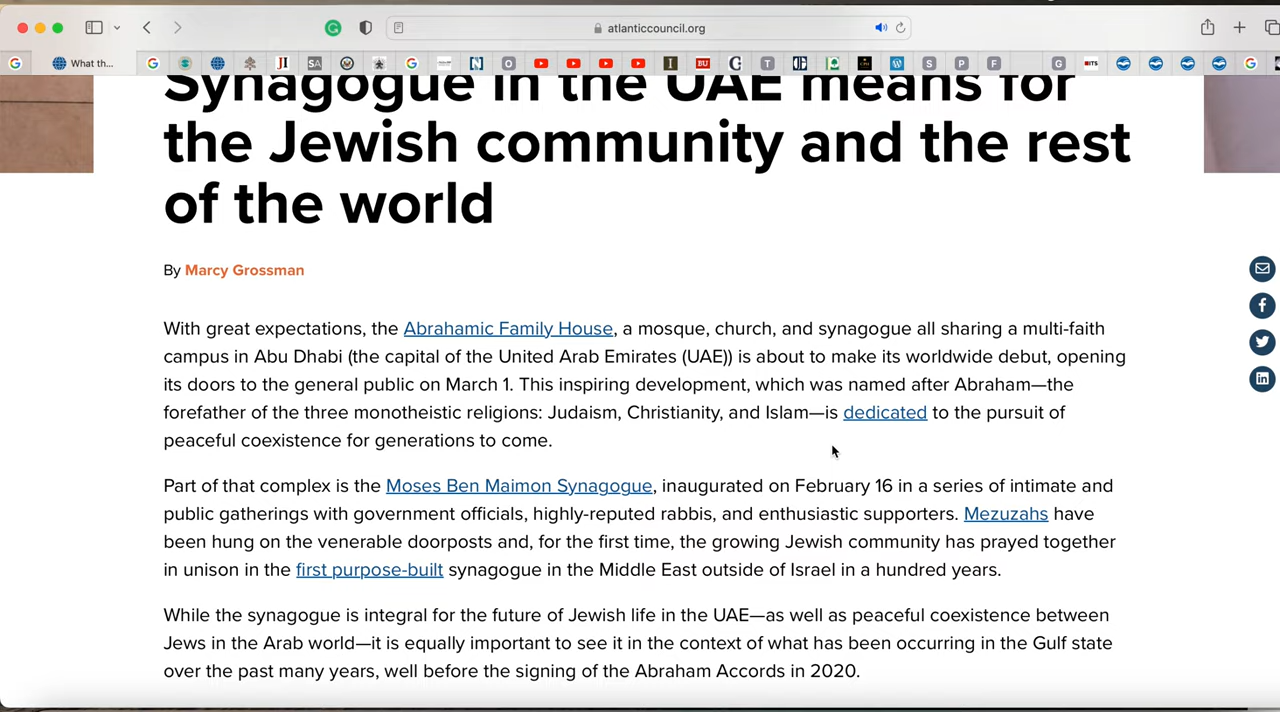 atlanticcouncil.org
What th...
JI
SA
BU
ITS
Synagogue in the UAE means for
the Jewish community and the rest
of the world
By Marcy Grossman
With great expectations, the Abrahamic Family House, a mosque, church, and synagogue all sharing a multi-faith
campus in Abu Dhabi (the capital of the United Arab Emirates (UAE)) is about to make its worldwide debut, opening
its doors to the general public on March 1. This inspiring development, which was named after Abraham—the
forefather of the three monotheistic religions: Judaism, Christianity, and Islam—is dedicated to the pursuit of
peaceful coexistence for generations to come.
Part of that complex is the Moses Ben Maimon Synagogue, inaugurated on February 16 in a series of intimate and
public gatherings with government officials, highly-reputed rabbis, and enthusiastic supporters. Mezuzahs have
been hung on the venerable doorposts and, for the first time, the growing Jewish community has prayed together
in unison in the first purpose-built synagogue in the Middle East outside of Israel in a hundred years.
While the synagogue is integral for the future of Jewish life in the UAE—as well as peaceful coexistence between
Jews in the Arab world—it is equally important to see it in the context of what has been occurring in the Gulf state
over the past many years, well before the signing of the Abraham Accords in 2020.